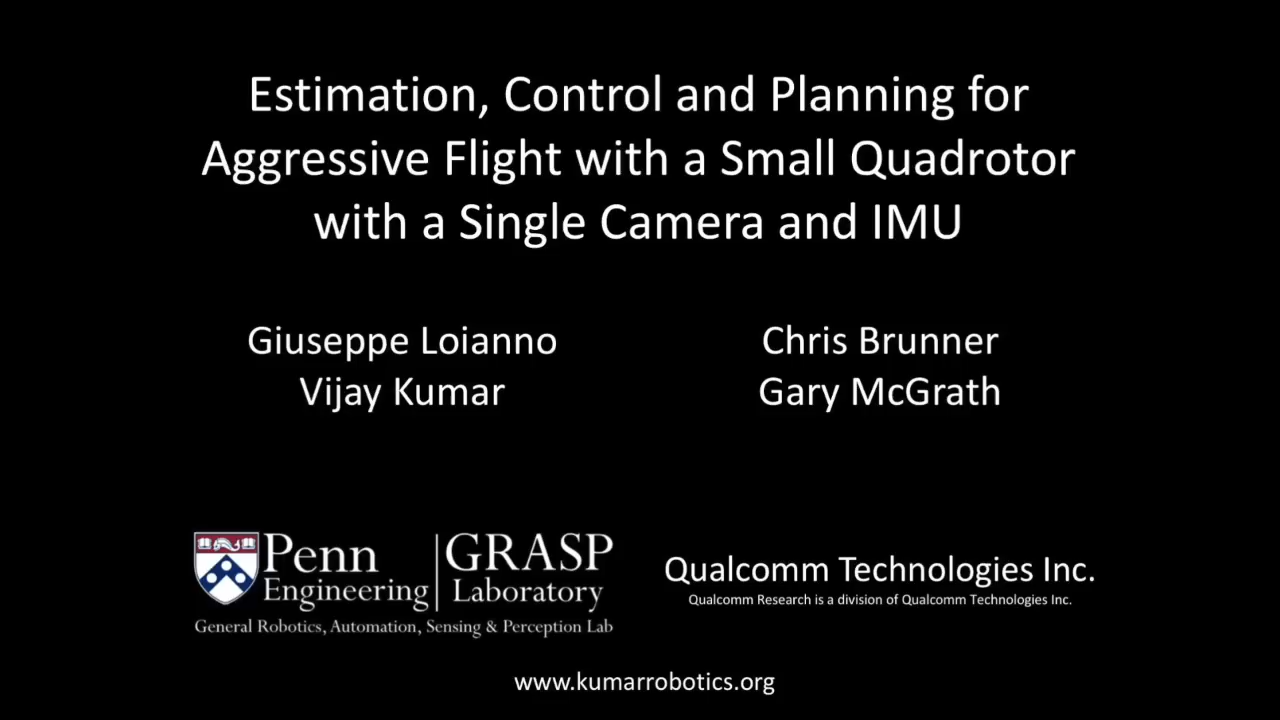 Estimation, Control and Planning for
Aggressive Flight with a Small Quadrotor
with a Single Camera and IMU
Giuseppe Loianno
Vijay Kumar
Chris Brunner
Gary McGrath
Penn
Engineering
GRASP
Laboratory
General Robotics, Automation, Sensing & Perception Lab
Qualcomm Technologies Inc.
Qualcomm Research is a division of Qualcomm Technologies Inc.
www.kumarrobotics.org